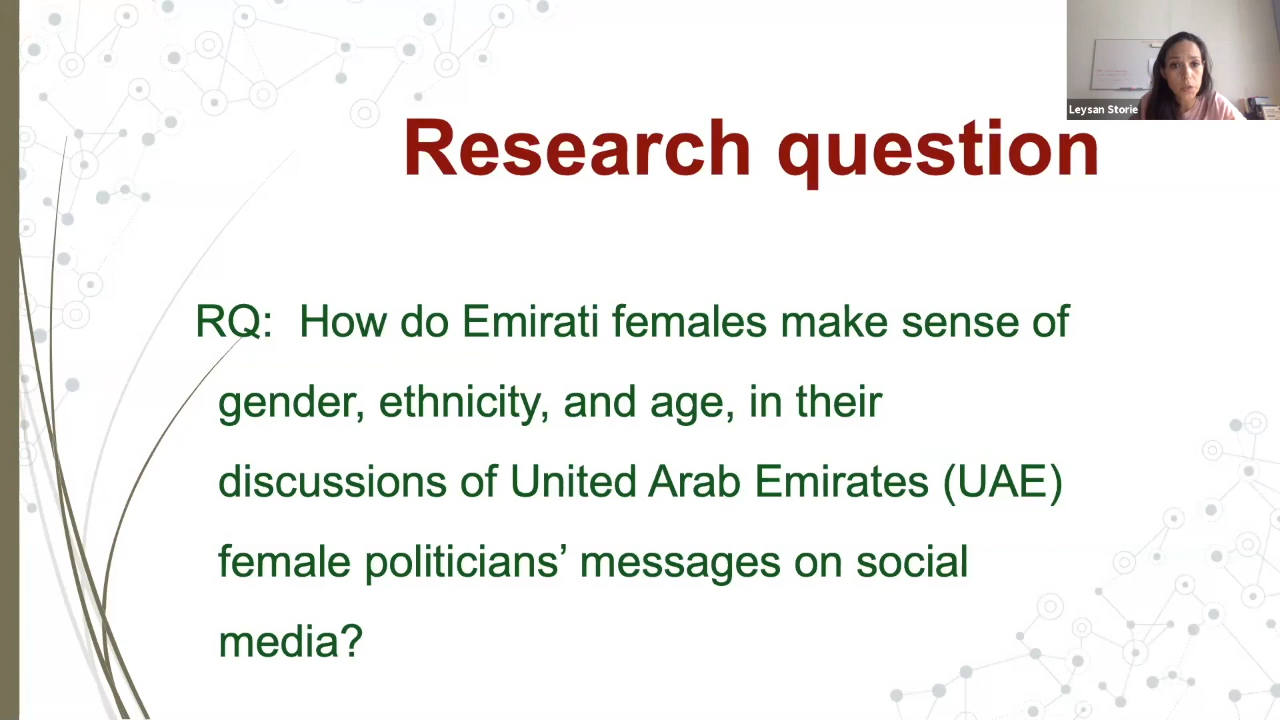 Leysan Storie
Research question
RQ:  How do Emirati females make sense of
gender, ethnicity, and age, in their
discussions of United Arab Emirates (UAE)
female politicians’ messages on social
media?